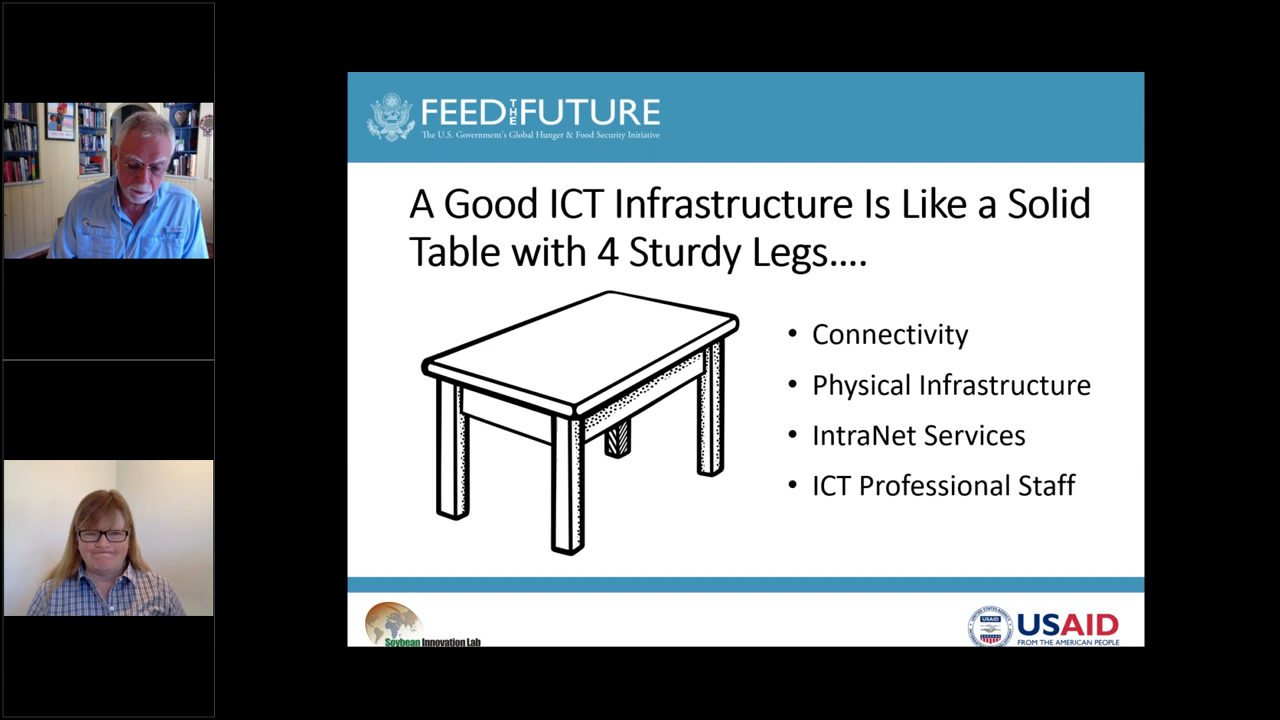 FEED THE FUTURE
The U.S. Government's Global Hunger & Food Security Initiative
A Good ICT Infrastructure Is Like a Solid
Table with 4 Sturdy Legs....
• Connectivity
• Physical Infrastructure
• IntraNet Services
• ICT Professional Staff
Soybean Innovation Lab
USAID
USAID
FROM THE AMERICAN PEOPLE